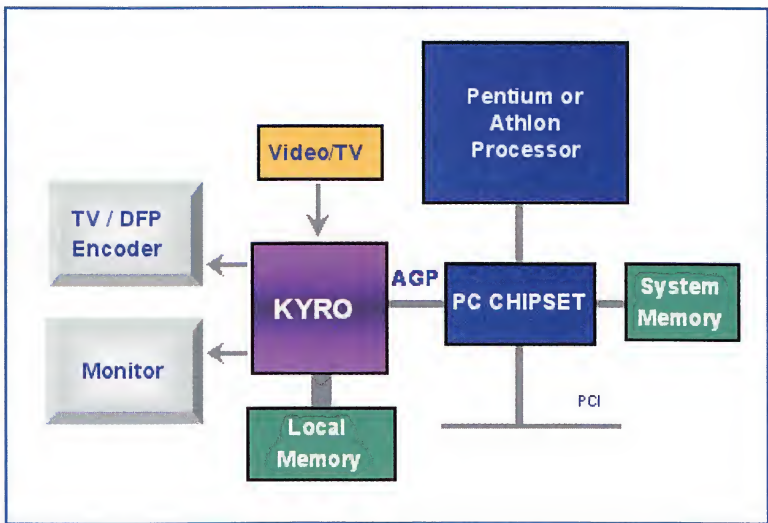 Pentium or
Athlon
Processor
Video/TV
TV / DFP
Encoder
AGP
KYRO
PC CHIPSET
System
Memory
Monitor
PCI
Local
Memory